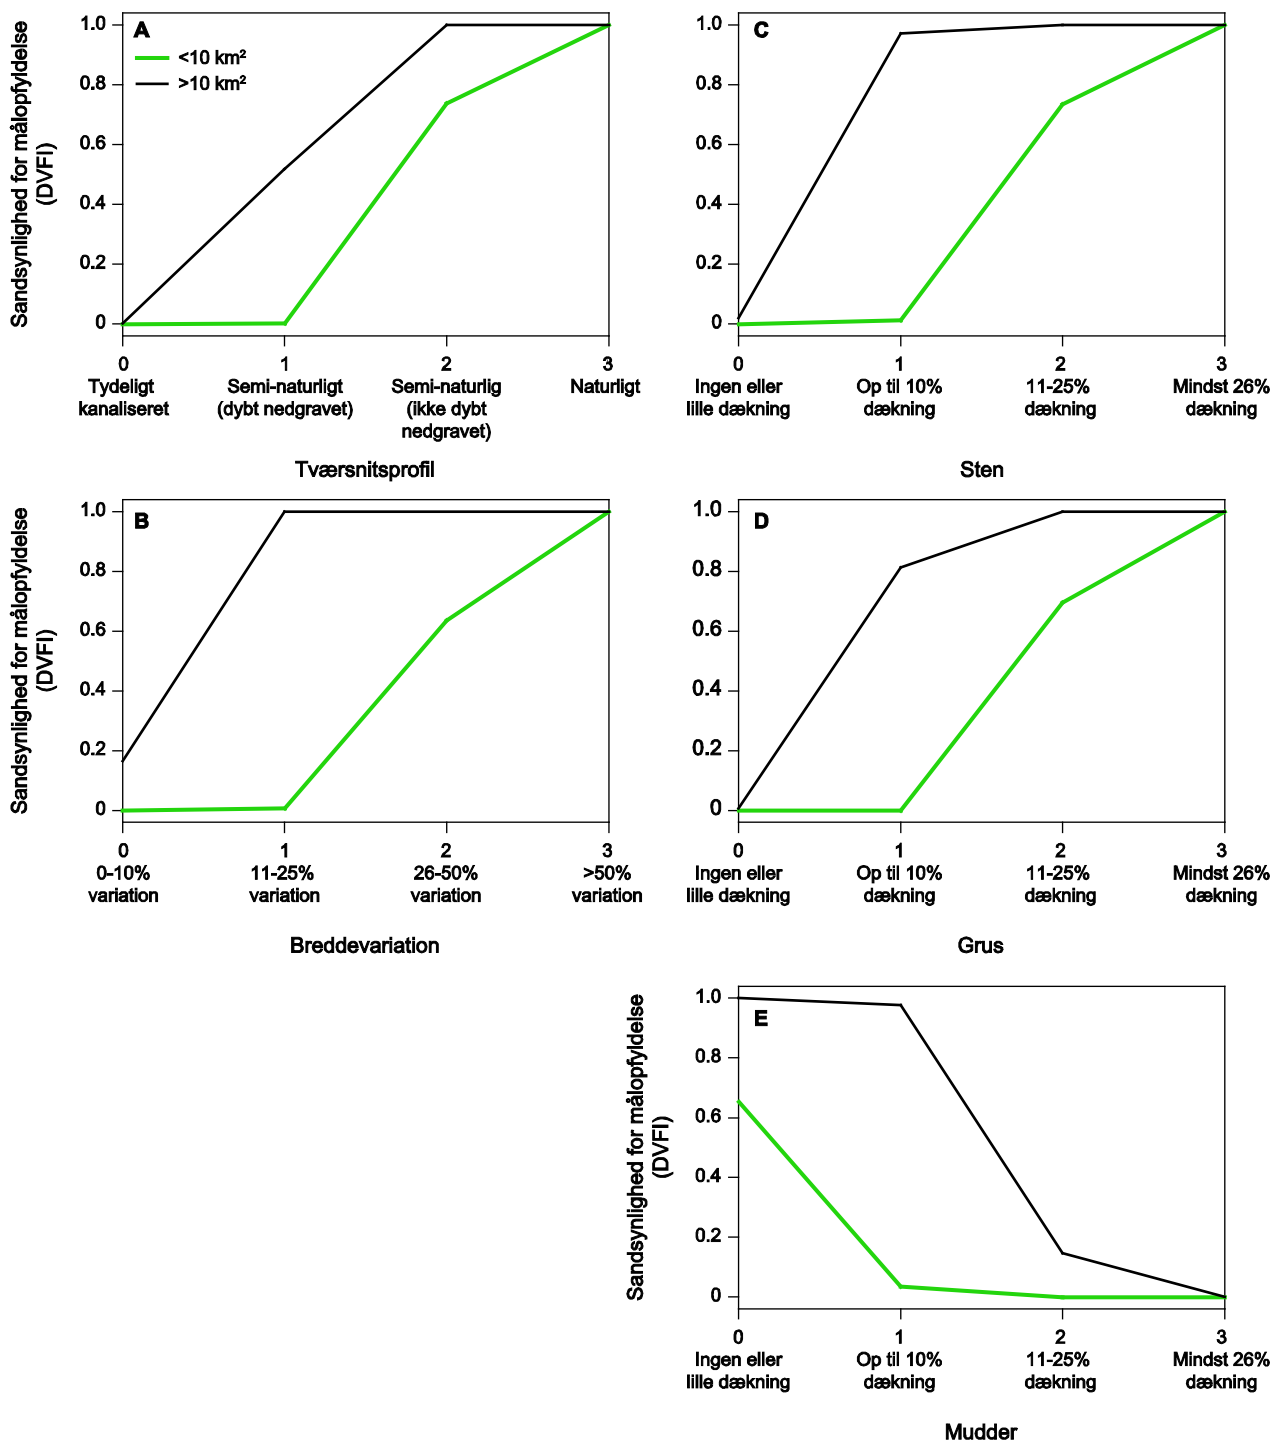 Sandsynlighed for målopfyldelse
(DVFI)
1.0
0.8
0.6
0.4
0.2
0
A
<10 km²
>10 km²
0
1
2
3
Tydeligt
kanaliseret
Semi-naturligt
(dybt nedgravet)
Semi-naturlig
(ikke dybt
nedgravet)
Naturligt
Tværsnitsprofil
1.0
0.8
0.6
0.4
0.2
0
C
0
1
2
3
Ingen eller
lille dækning
Op til 10%
dækning
11-25%
dækning
Mindst 26%
dækning
Sten
Sandsynlighed for målopfyldelse
(DVFI)
1.0
0.8
0.6
0.4
0.2
0
B
0
1
2
3
0-10%
variation
11-25%
variation
26-50%
variation
>50%
variation
Breddevariation
1.0
0.8
0.6
0.4
0.2
0
D
0
1
2
3
Ingen eller
lille dækning
Op til 10%
dækning
11-25%
dækning
Mindst 26%
dækning
Grus
Sandsynlighed for målopfyldelse
(DVFI)
1.0
0.8
0.6
0.4
0.2
0
E
0
1
2
3
Ingen eller
lille dækning
Op til 10%
dækning
11-25%
dækning
Mindst 26%
dækning
Mudder